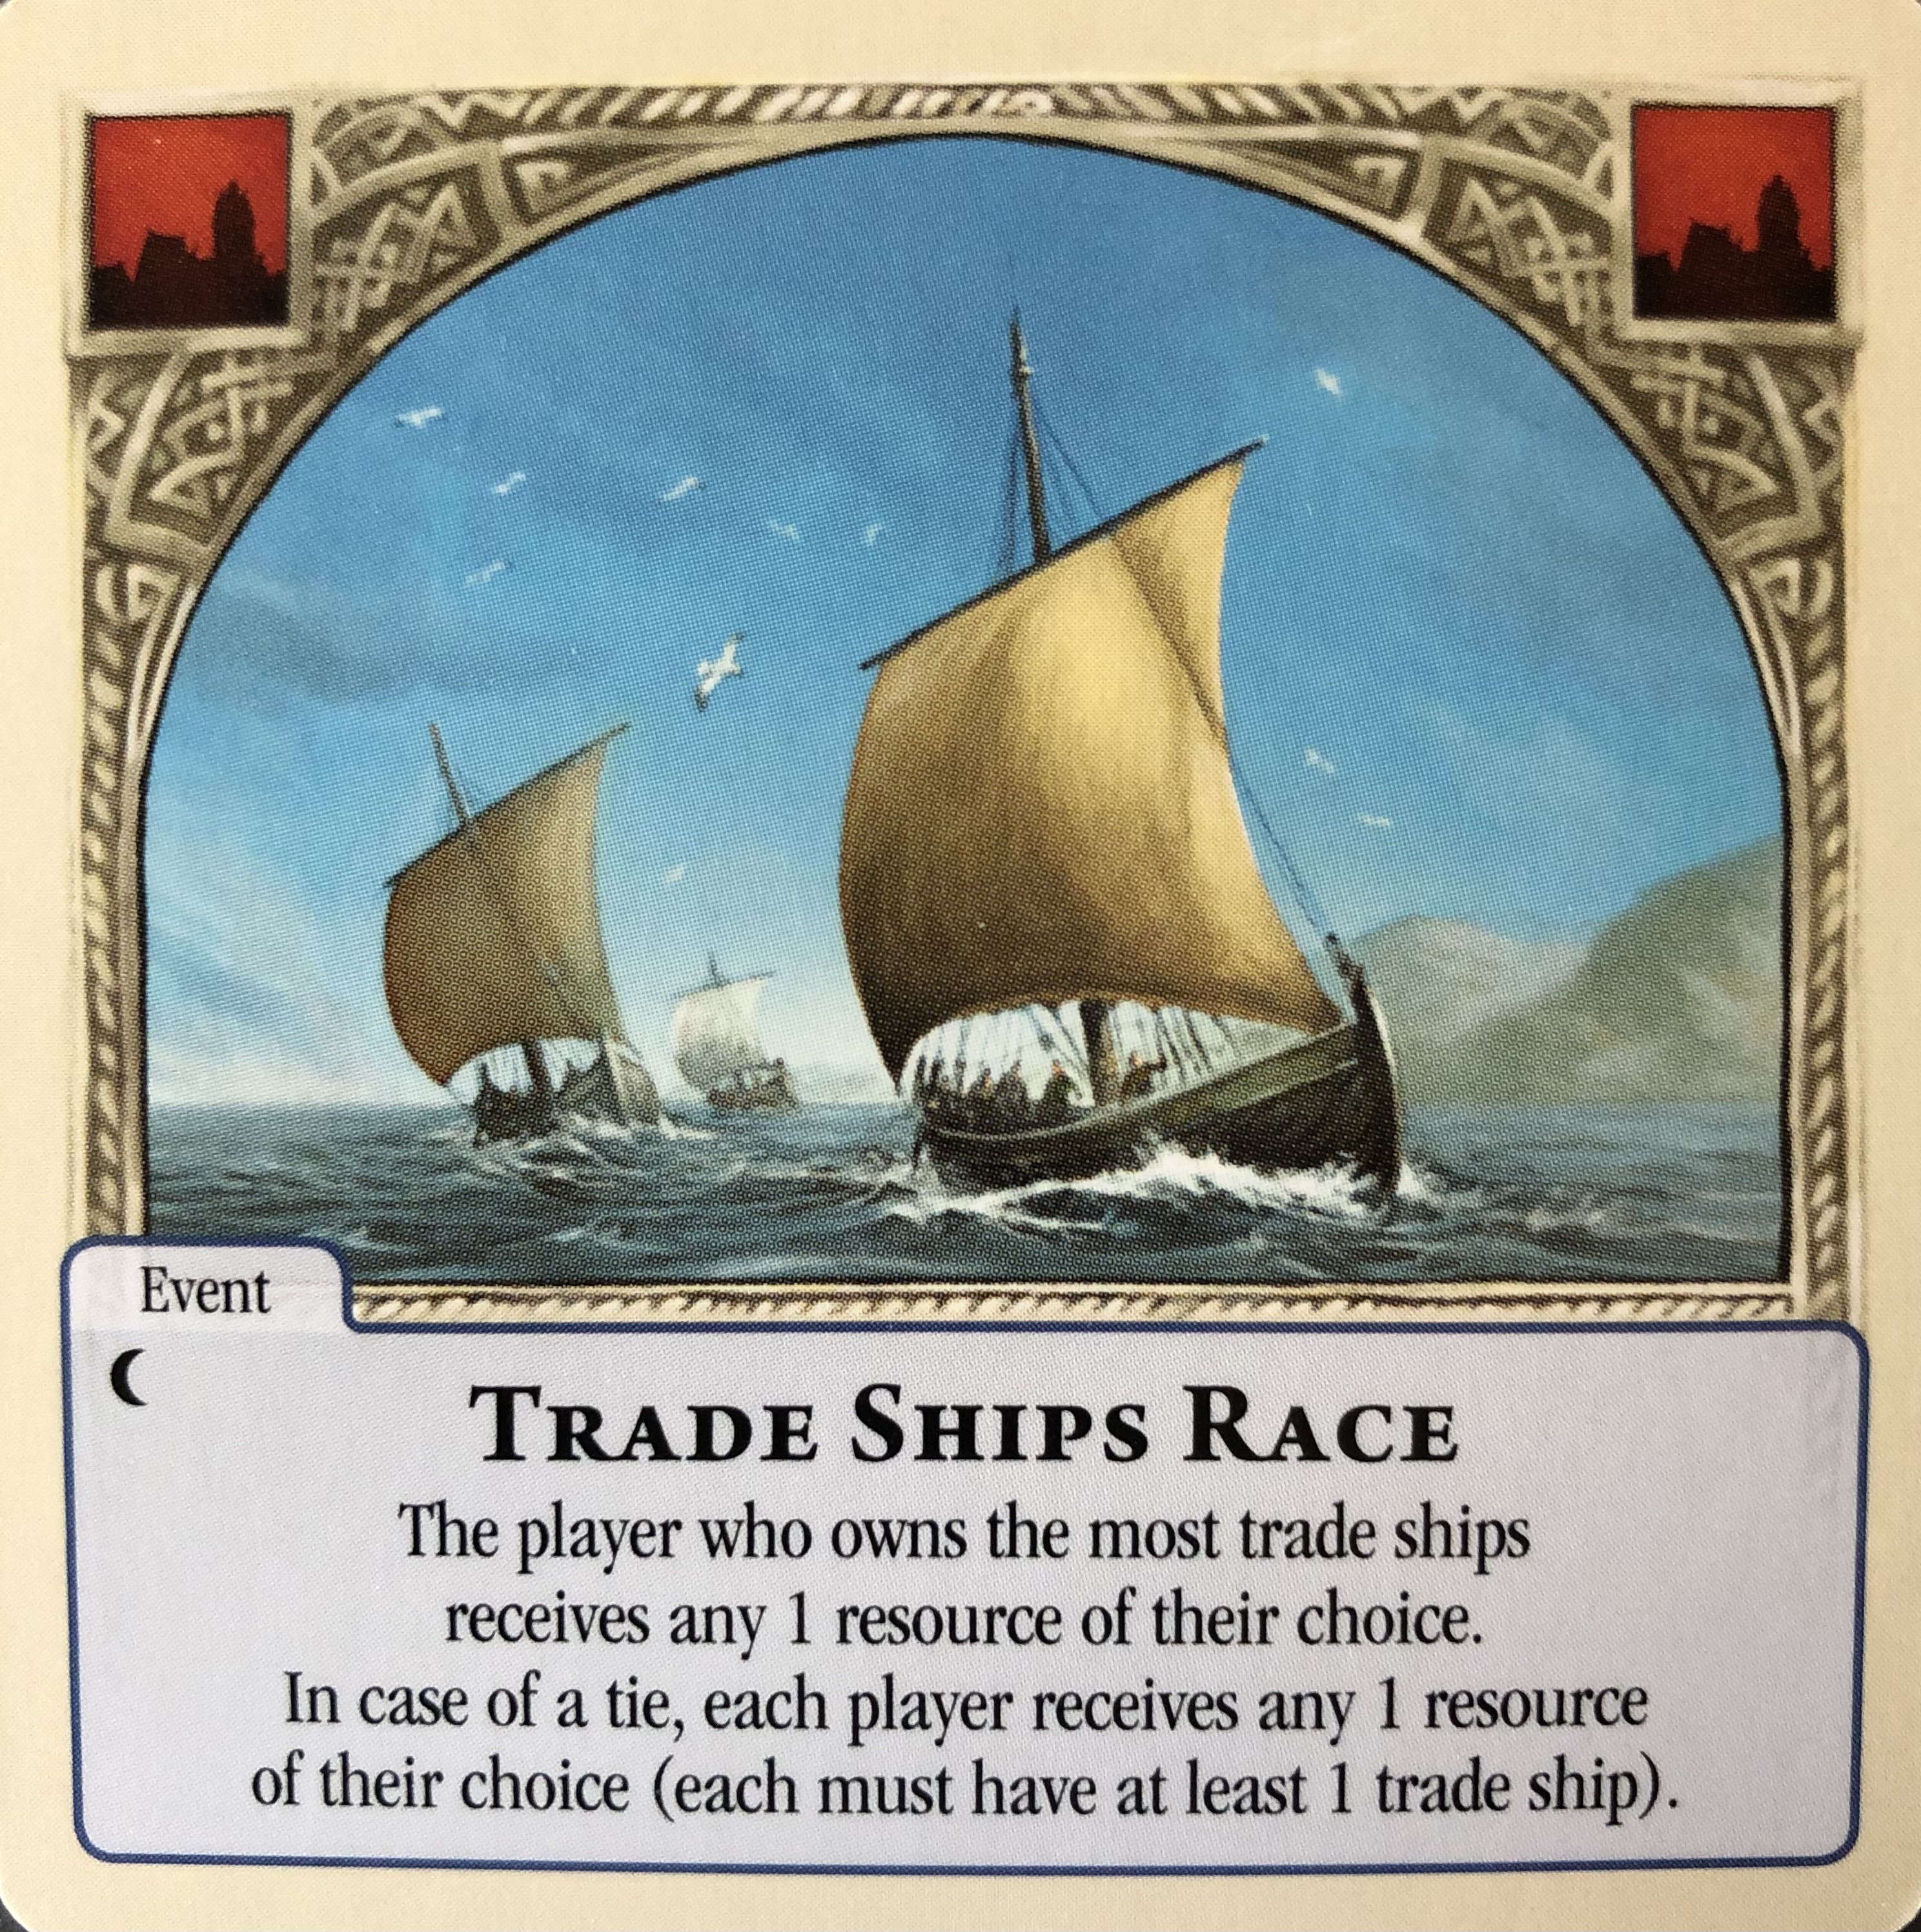 Event
Trade Ships Race
The player who owns the most trade ships
receives any 1 resource of their choice.
In case of a tie, each player receives any 1 resource
of their choice (each must have at least 1 trade ship).